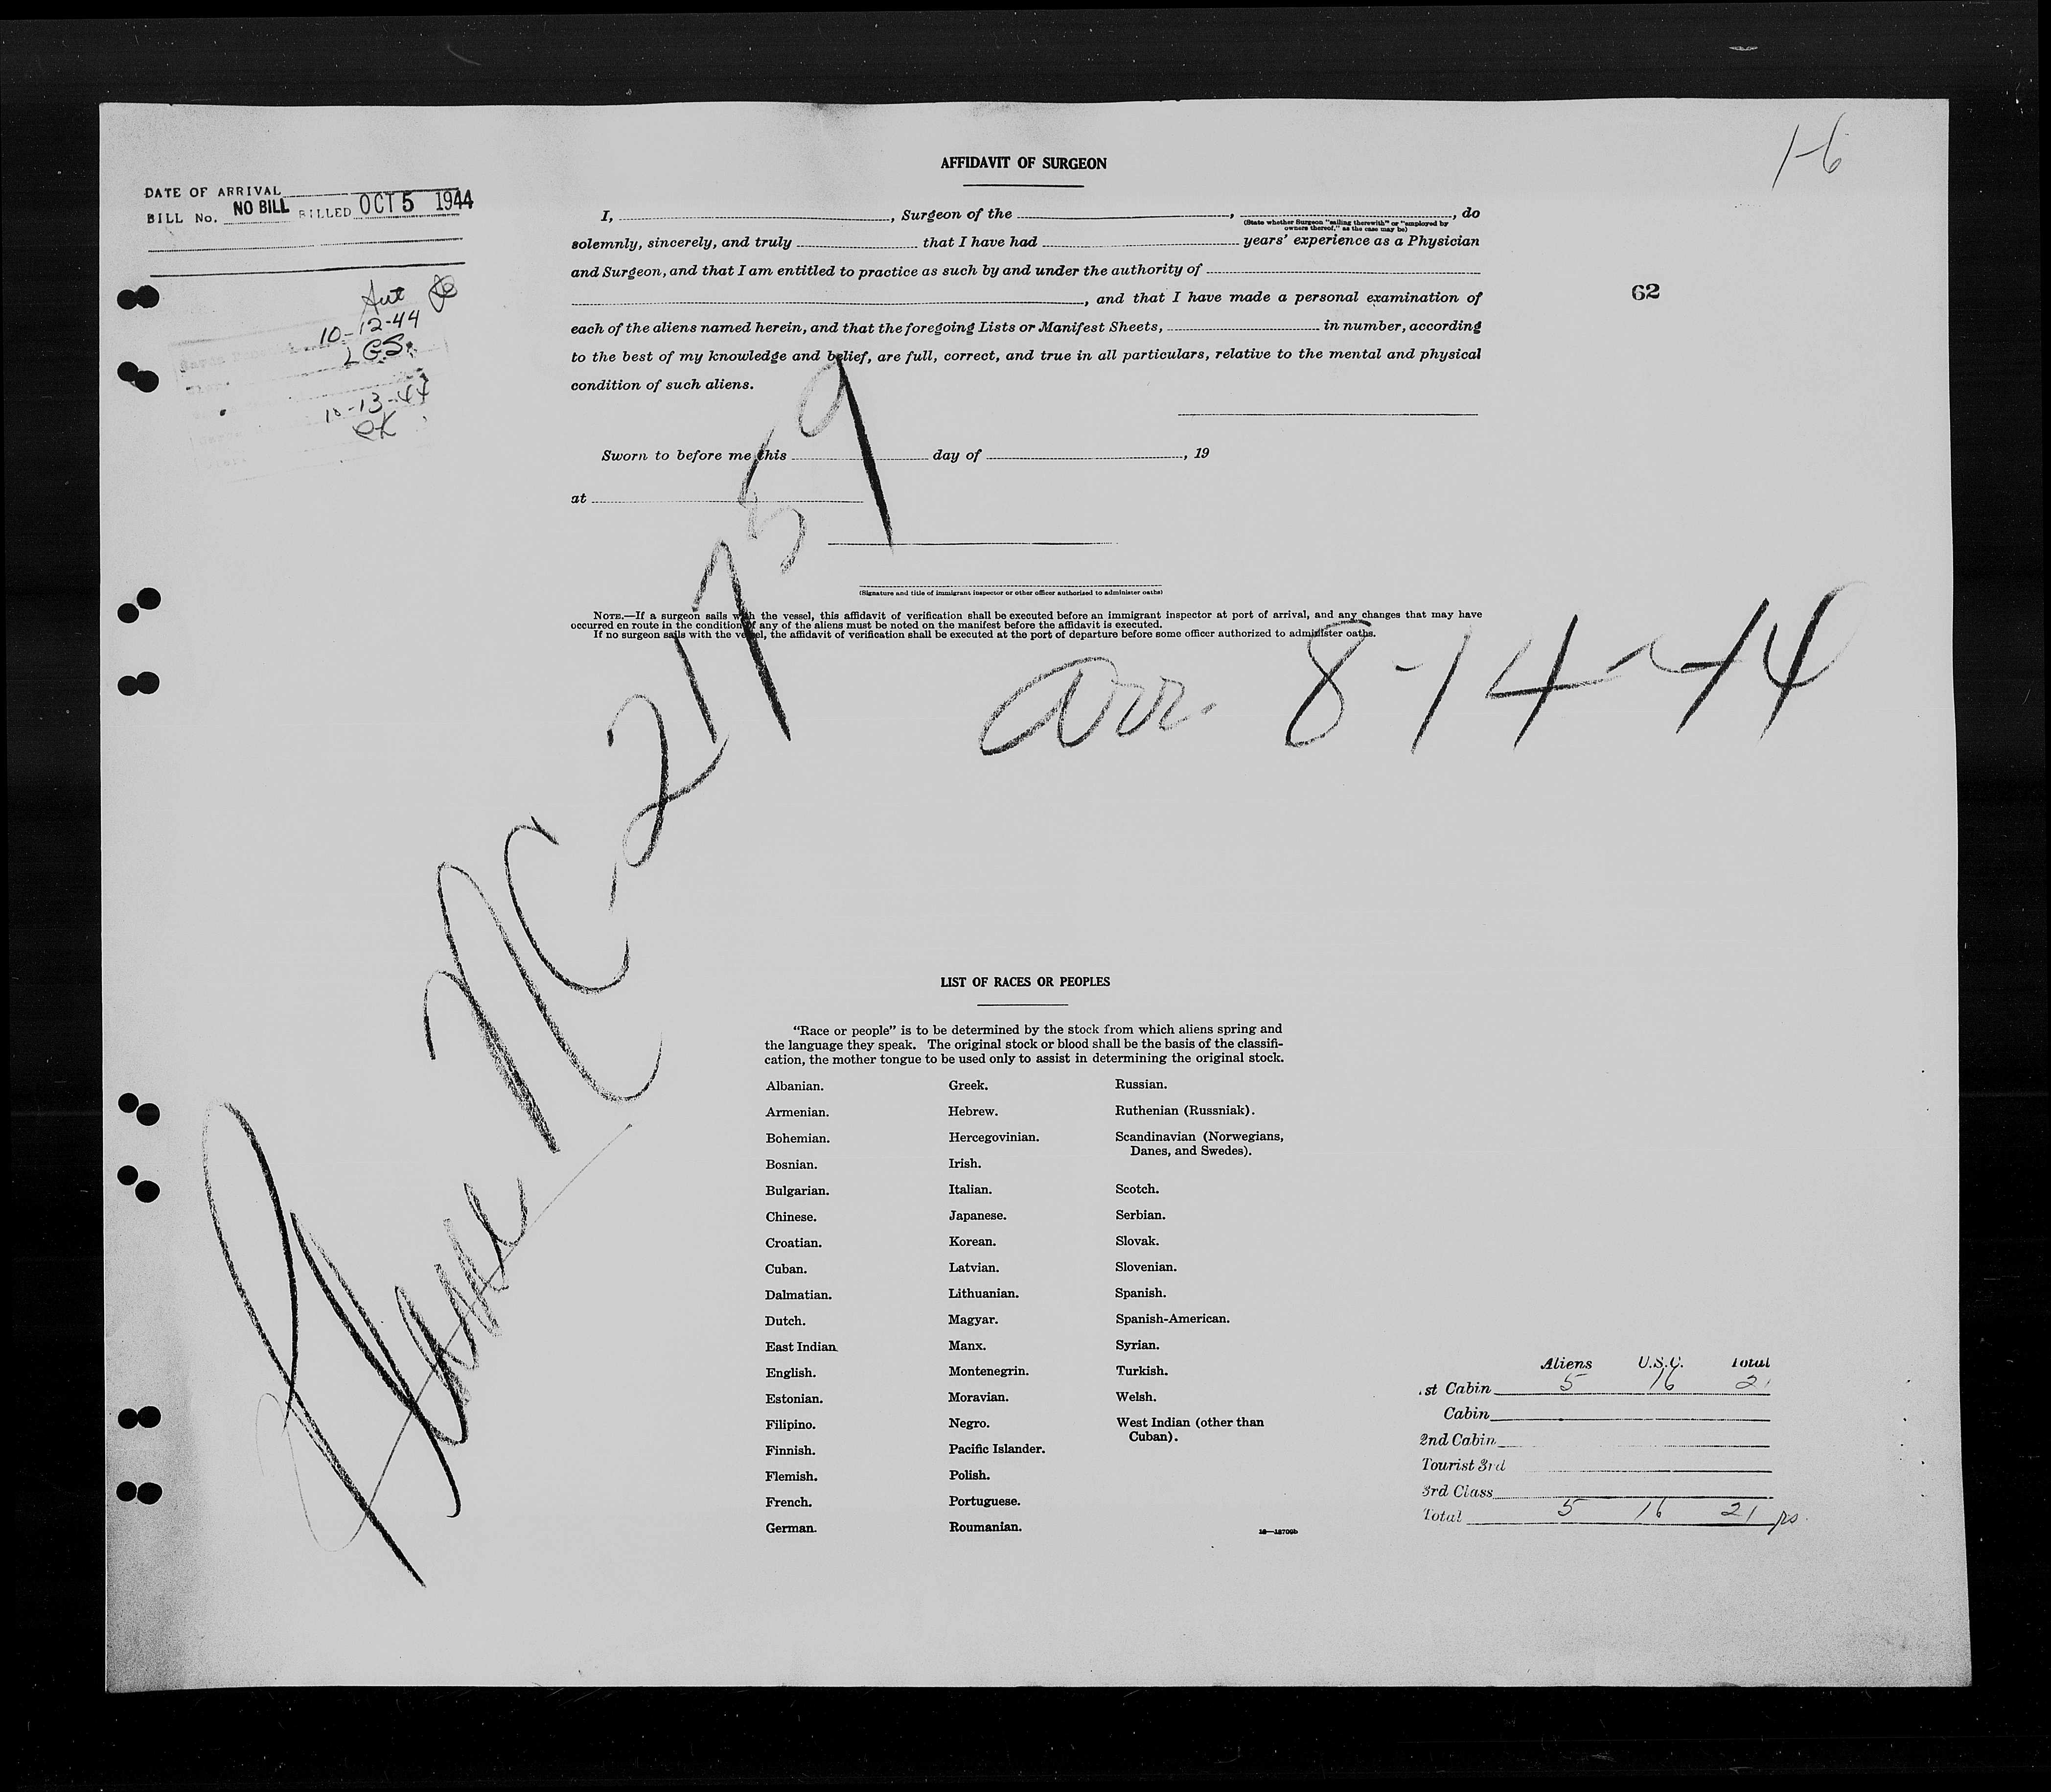 1-6
AFFIDAVIT OF SURGEON
DATE OF ARRIVAL
BILL No. NO BILL BILLED OCT 5 1944
I, , Surgeon of the , , do
(State whether Surgeon "sailing therewith" or "employed by
owners thereof," as the case may be)
solemnly, sincerely, and truly that I have had years' experience as a Physician
and Surgeon, and that I am entitled to practice as such by and under the authority of
, and that I have made a personal examination of
62
each of the aliens named herein, and that the foregoing Lists or Manifest Sheets, in number, according
to the best of my knowledge and belief, are full, correct, and true in all particulars, relative to the mental and physical
condition of such aliens.
10-12-44
L.G.S.
10-13-44
Sworn to before me this day of , 19
at
(Signature and title of immigrant inspector or other officer authorized to administer oaths)
NOTE.—If a surgeon sails with the vessel, this affidavit of verification shall be executed before an immigrant inspector at port of arrival, and any changes that may have
occurred en route in the condition of any of the aliens must be noted on the manifest before the affidavit is executed.
If no surgeon sails with the vessel, the affidavit of verification shall be executed at the port of departure before some officer authorized to administer oaths.
Arr. 8-14-44
Plane NC-21759
LIST OF RACES OR PEOPLES
"Race or people" is to be determined by the stock from which aliens spring and
the language they speak. The original stock or blood shall be the basis of the classifi-
cation, the mother tongue to be used only to assist in determining the original stock.
Albanian. Greek. Russian.
Armenian. Hebrew. Ruthenian (Russniak).
Bohemian. Hercegovinian. Scandinavian (Norwegians,
Danes, and Swedes).
Bosnian. Irish.
Bulgarian. Italian. Scotch.
Chinese. Japanese. Serbian.
Croatian. Korean. Slovak.
Cuban. Latvian. Slovenian.
Dalmatian. Lithuanian. Spanish.
Dutch. Magyar. Spanish-American.
East Indian Manx. Syrian.
English. Montenegrin. Turkish.
Estonian. Moravian. Welsh.
Filipino. Negro. West Indian (other than
Cuban).
Finnish. Pacific Islander.
Flemish. Polish.
French. Portuguese.
German. Roumanian.
16—18709b
Aliens U.S.C. Total
1st Cabin 5 16 21
Cabin
2nd Cabin
Tourist 3rd
3rd Class
Total 5 16 21